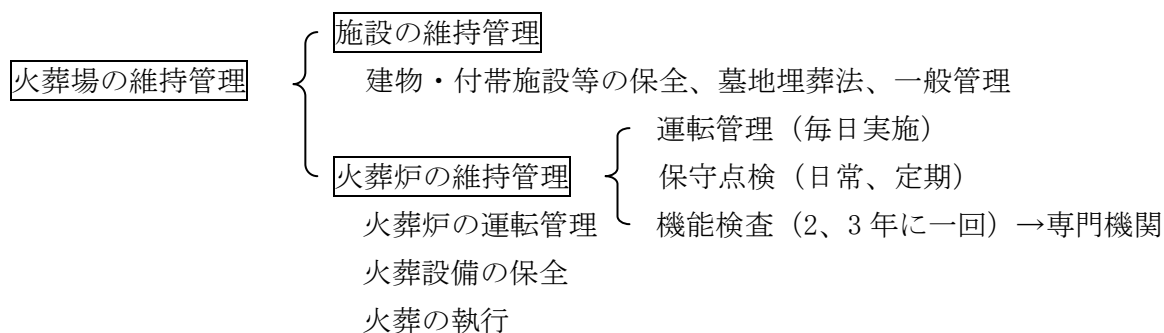 施設の維持管理
火葬場の維持管理
建物・付帯施設等の保全、墓地埋葬法、一般管理
運転管理（毎日実施）
火葬炉の維持管理
保守点検（日常、定期）
火葬炉の運転管理
機能検査（2、3 年に一回）→専門機関
火葬設備の保全
火葬の執行